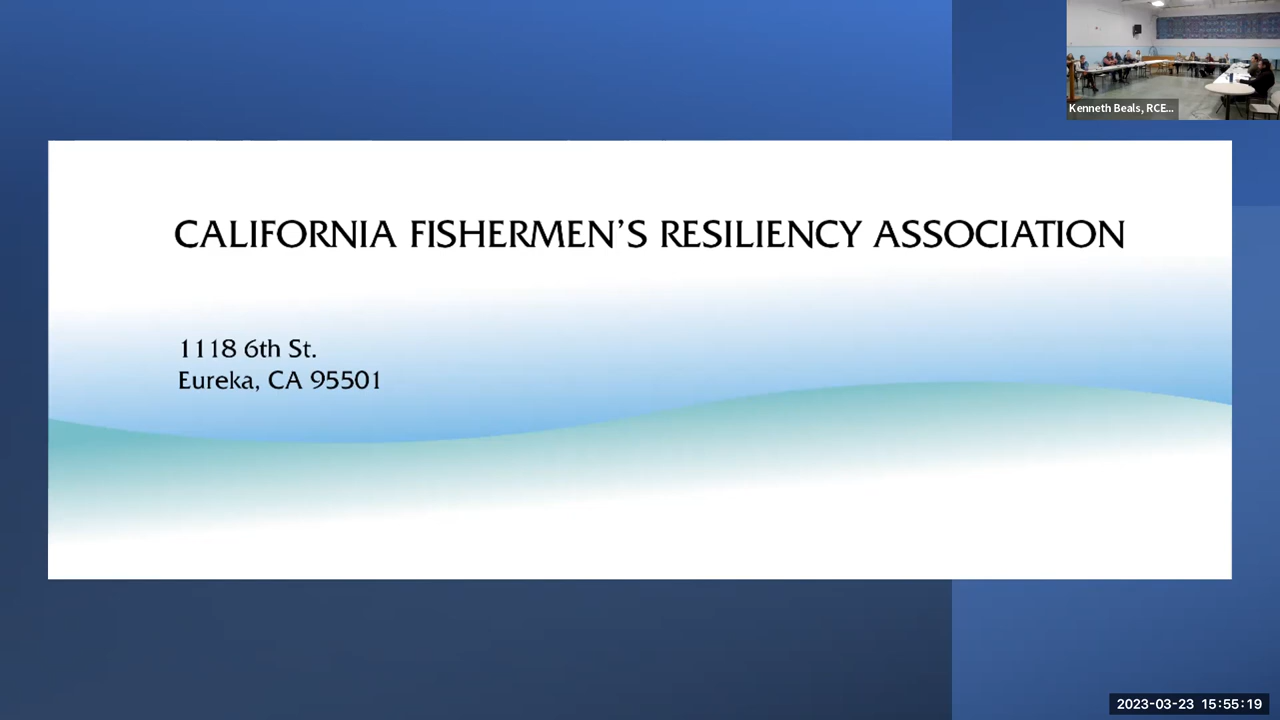 Kenneth Beals, RCE...
CALIFORNIA FISHERMEN’S RESILIENCY ASSOCIATION
1118 6th St.
Eureka, CA 95501
2023-03-23 15:55:19